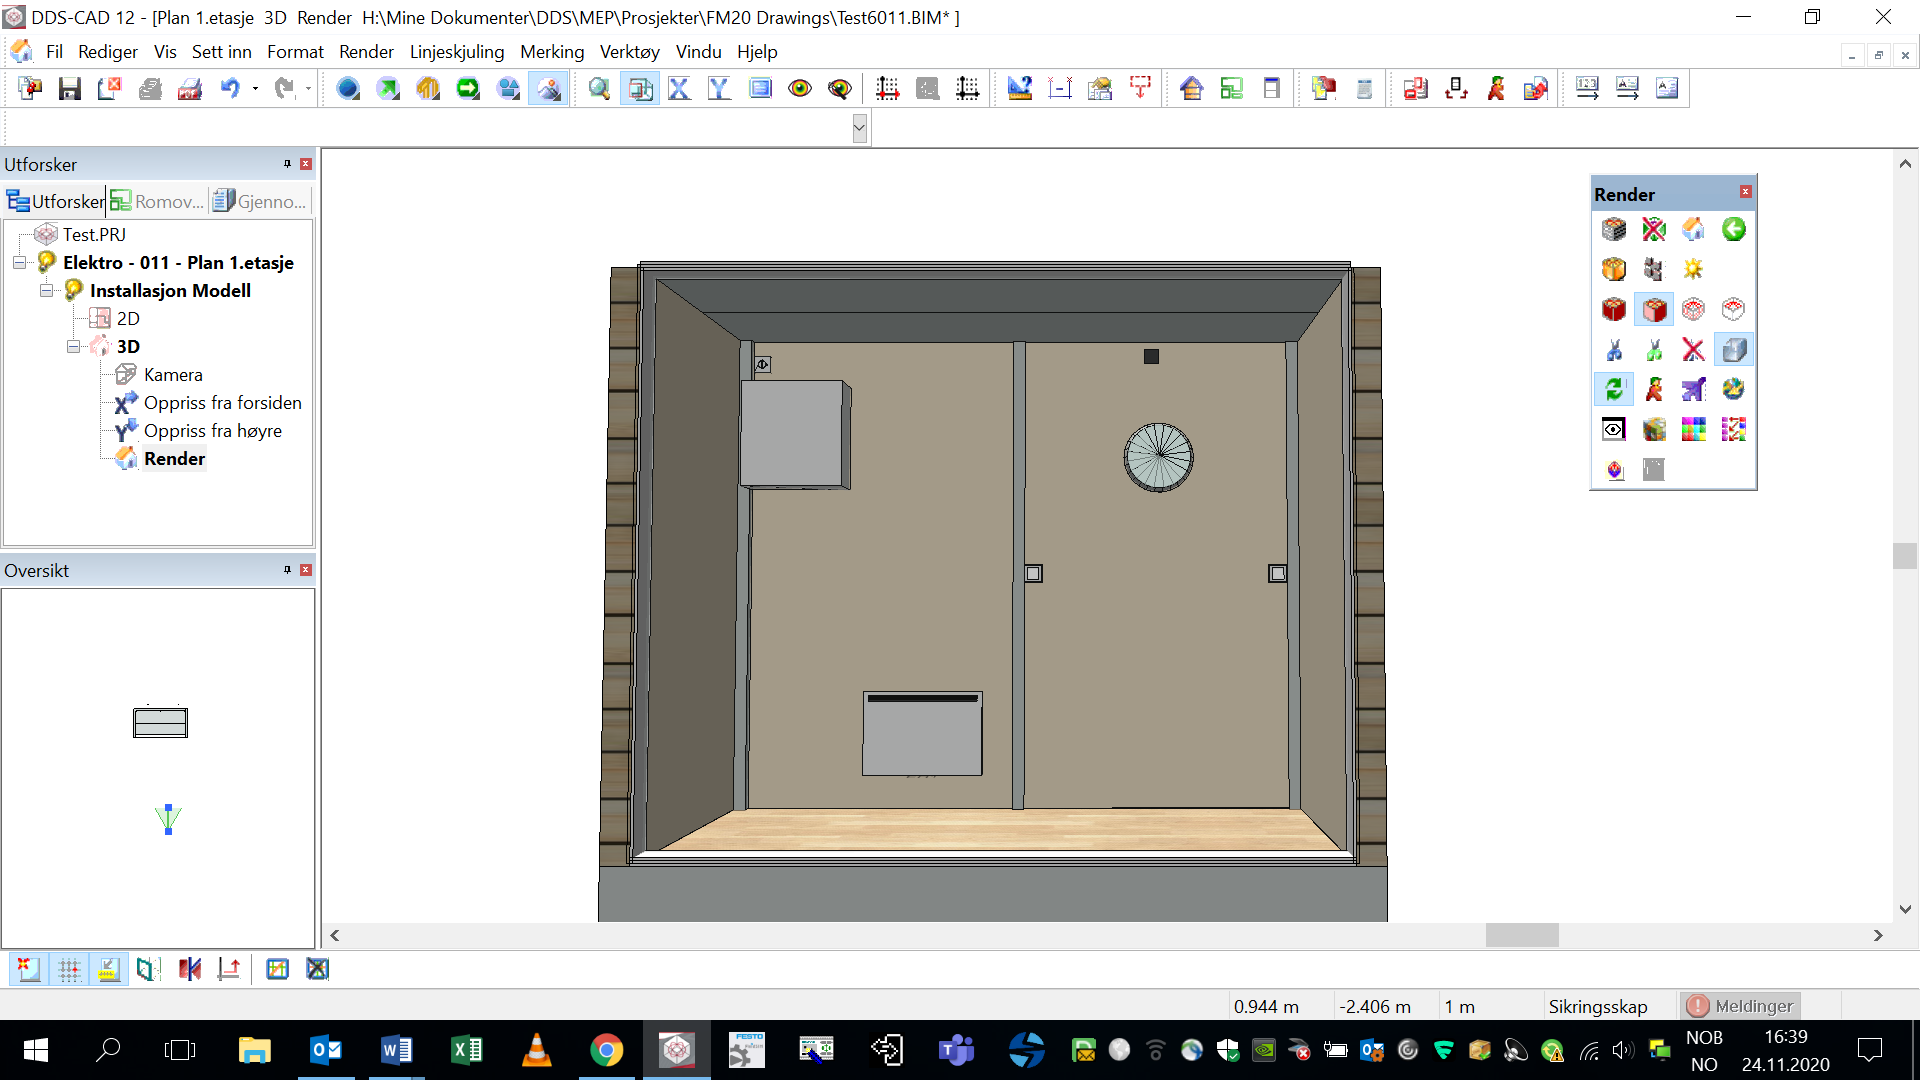 DDS-CAD 12 - [Plan 1.etasje  3D  Render  H:\Mine Dokumenter\DDS\MEP\Prosjekter\FM20 Drawings\Test6011.BIM* ]
Fil Rediger Vis Sett inn Format Render Linjeskjuling Merking Verktøy Vindu Hjelp
Utforsker
Utforsker Romov... Gjenno...
Test.PRJ
Elektro - 011 - Plan 1.etasje
Installasjon Modell
2D
3D
Kamera
Oppriss fra forsiden
Oppriss fra høyre
Render
Oversikt
Render
0.944 m -2.406 m 1 m Sikringsskap Meldinger
NOB 16:39
NO 24.11.2020